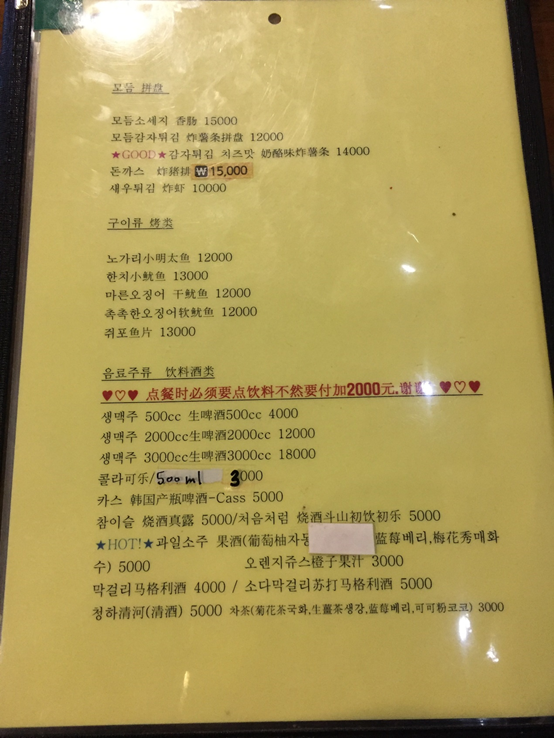 모듬 拼盘
모듬소세지 香肠 15000
모듬감자튀김 炸薯条拼盘 12000
★GOOD★감자튀김 치즈맛 奶酪味炸薯条 14000
돈까스 炸猪排 ₩15,000
새우튀김 炸虾 10000
구이류 烤类
노가리小明太鱼 12000
한치小鱿鱼 13000
마른오징어 干鱿鱼 12000
촉촉한오징어软鱿鱼 12000
쥐포鱼片 13000
음료주류 饮料酒类
♥♡♥ 点餐时必须要点饮料不然要付加2000元.谢谢 ♥♡♥
생맥주 500cc 生啤酒500cc 4000
생맥주 2000cc生啤酒2000cc 12000
생맥주 3000cc生啤酒3000cc 18000
콜라可乐/500ml 3000
카스 韩国产瓶啤酒-Cass 5000
참이슬 烧酒真露 5000/처음처럼 烧酒斗山初饮初乐 5000
★HOT!★과일소주 果酒(葡萄柚자몽 蓝莓베리,梅花秀매화
수) 5000 오렌지쥬스橙子果汁 3000
막걸리马格利酒 4000 / 소다막걸리苏打马格利酒 5000
청하清河(清酒) 5000 차茶(菊花茶국화,生薑茶생강,蓝莓베리,可可粉코코) 3000